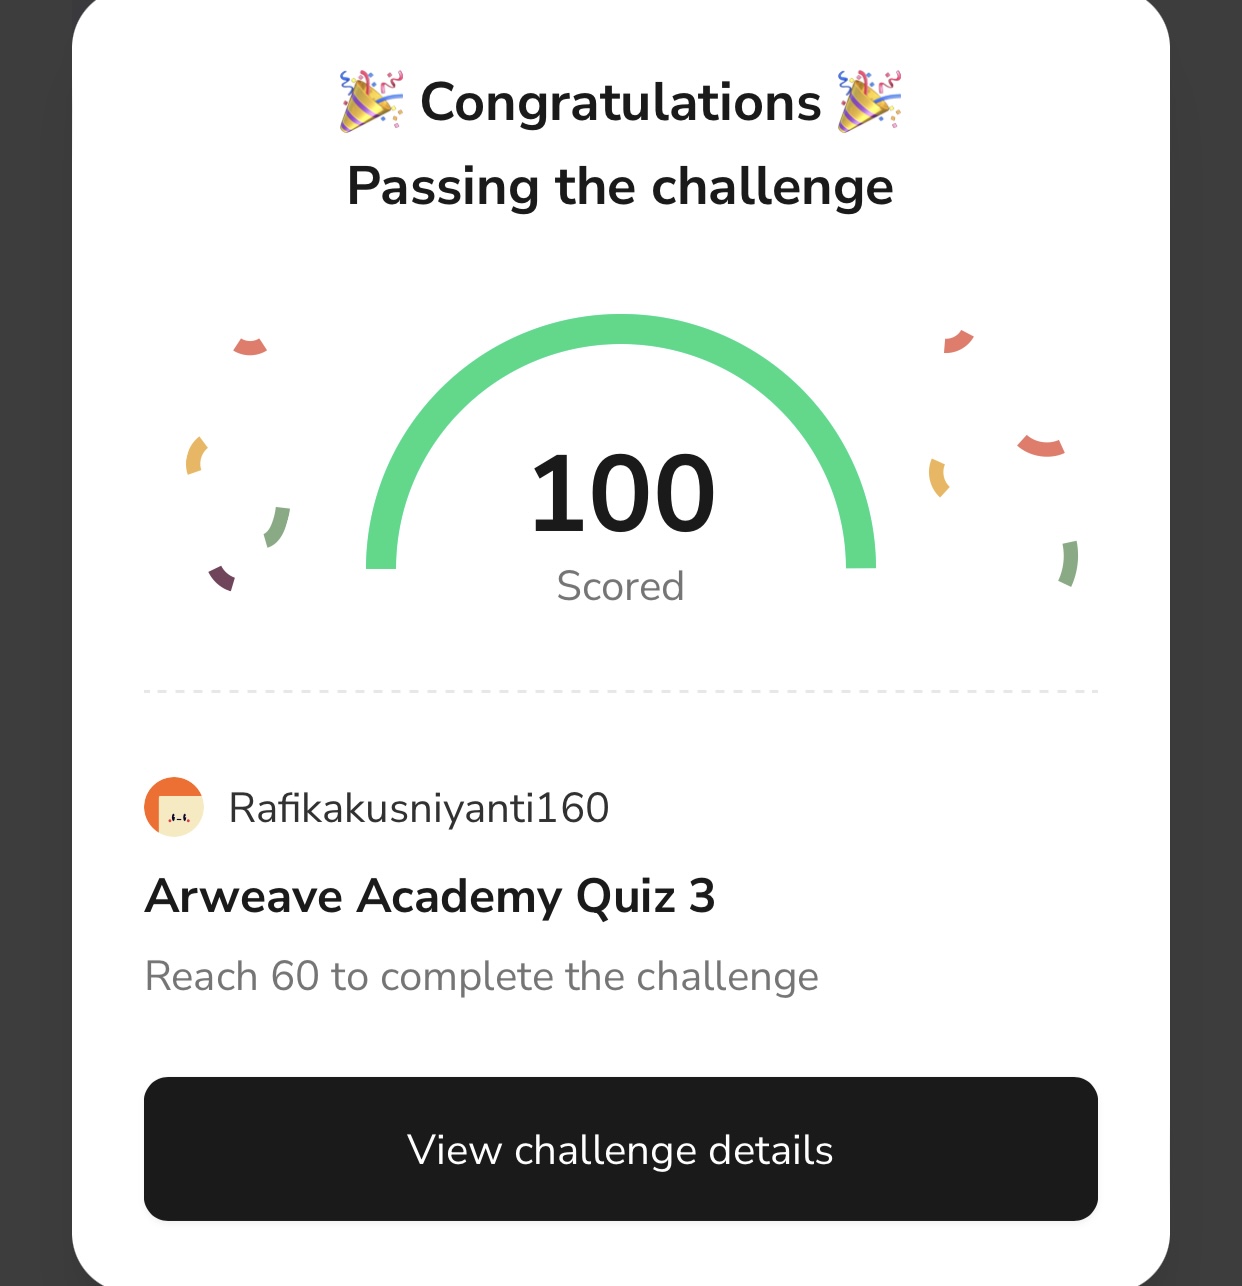 🎉 Congratulations 🎉
Passing the challenge
100
Scored
Rafikakusniyanti160
Arweave Academy Quiz 3
Reach 60 to complete the challenge
View challenge details